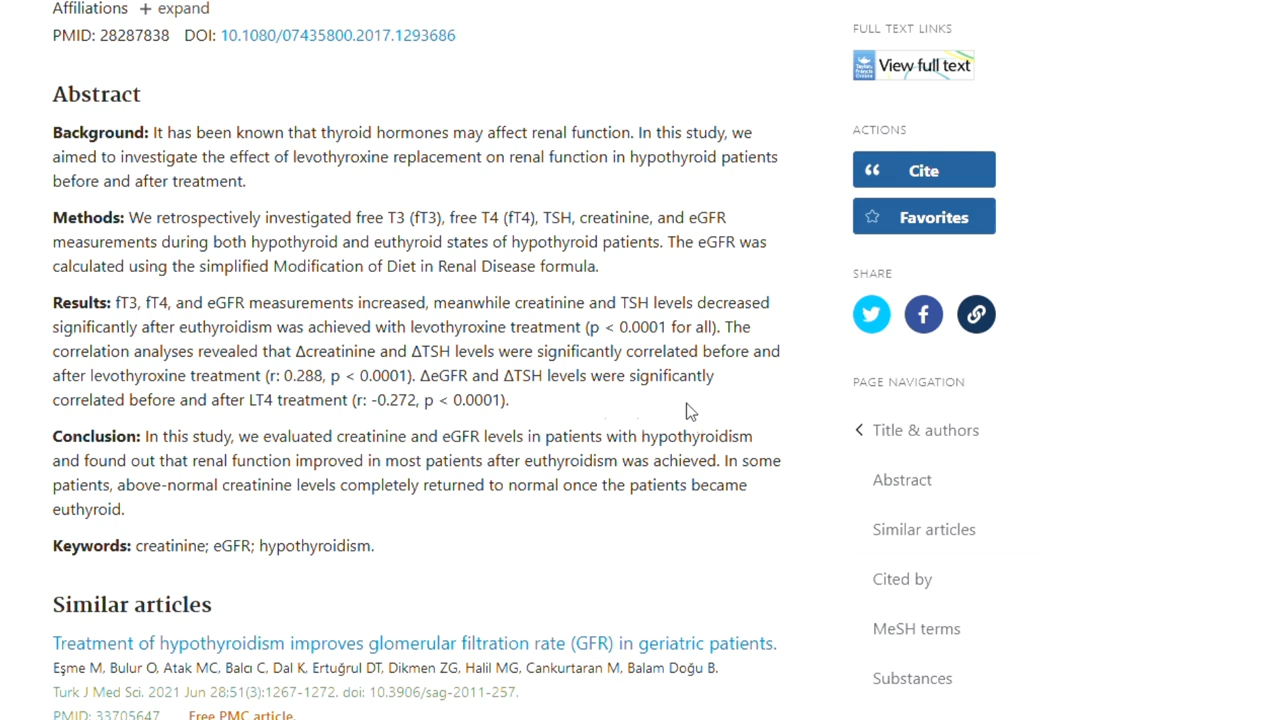 Affiliations + expand
PMID: 28287838 DOI: 10.1080/07435800.2017.1293686
Abstract
Background: It has been known that thyroid hormones may affect renal function. In this study, we
aimed to investigate the effect of levothyroxine replacement on renal function in hypothyroid patients
before and after treatment.
Methods: We retrospectively investigated free T3 (fT3), free T4 (fT4), TSH, creatinine, and eGFR
measurements during both hypothyroid and euthyroid states of hypothyroid patients. The eGFR was
calculated using the simplified Modification of Diet in Renal Disease formula.
Results: fT3, fT4, and eGFR measurements increased, meanwhile creatinine and TSH levels decreased
significantly after euthyroidism was achieved with levothyroxine treatment (p < 0.0001 for all). The
correlation analyses revealed that Δcreatinine and ΔTSH levels were significantly correlated before and
after levothyroxine treatment (r: 0.288, p < 0.0001). ΔeGFR and ΔTSH levels were significantly
correlated before and after LT4 treatment (r: -0.272, p < 0.0001).
Conclusion: In this study, we evaluated creatinine and eGFR levels in patients with hypothyroidism
and found out that renal function improved in most patients after euthyroidism was achieved. In some
patients, above-normal creatinine levels completely returned to normal once the patients became
euthyroid.
Keywords: creatinine; eGFR; hypothyroidism.
Similar articles
Treatment of hypothyroidism improves glomerular filtration rate (GFR) in geriatric patients.
Eşme M, Bulur O, Atak MC, Balcı C, Dal K, Ertuğrul DT, Dikmen ZG, Halil MG, Cankurtaran M, Balam Doğu B.
Turk J Med Sci. 2021 Jun 28;51(3):1267-1272. doi: 10.3906/sag-2011-257.
PMID: 33705647 Free PMC article.
FULL TEXT LINKS
Taylor & Francis Online View full text
ACTIONS
Cite
Favorites
SHARE
PAGE NAVIGATION
Title & authors
Abstract
Similar articles
Cited by
MeSH terms
Substances